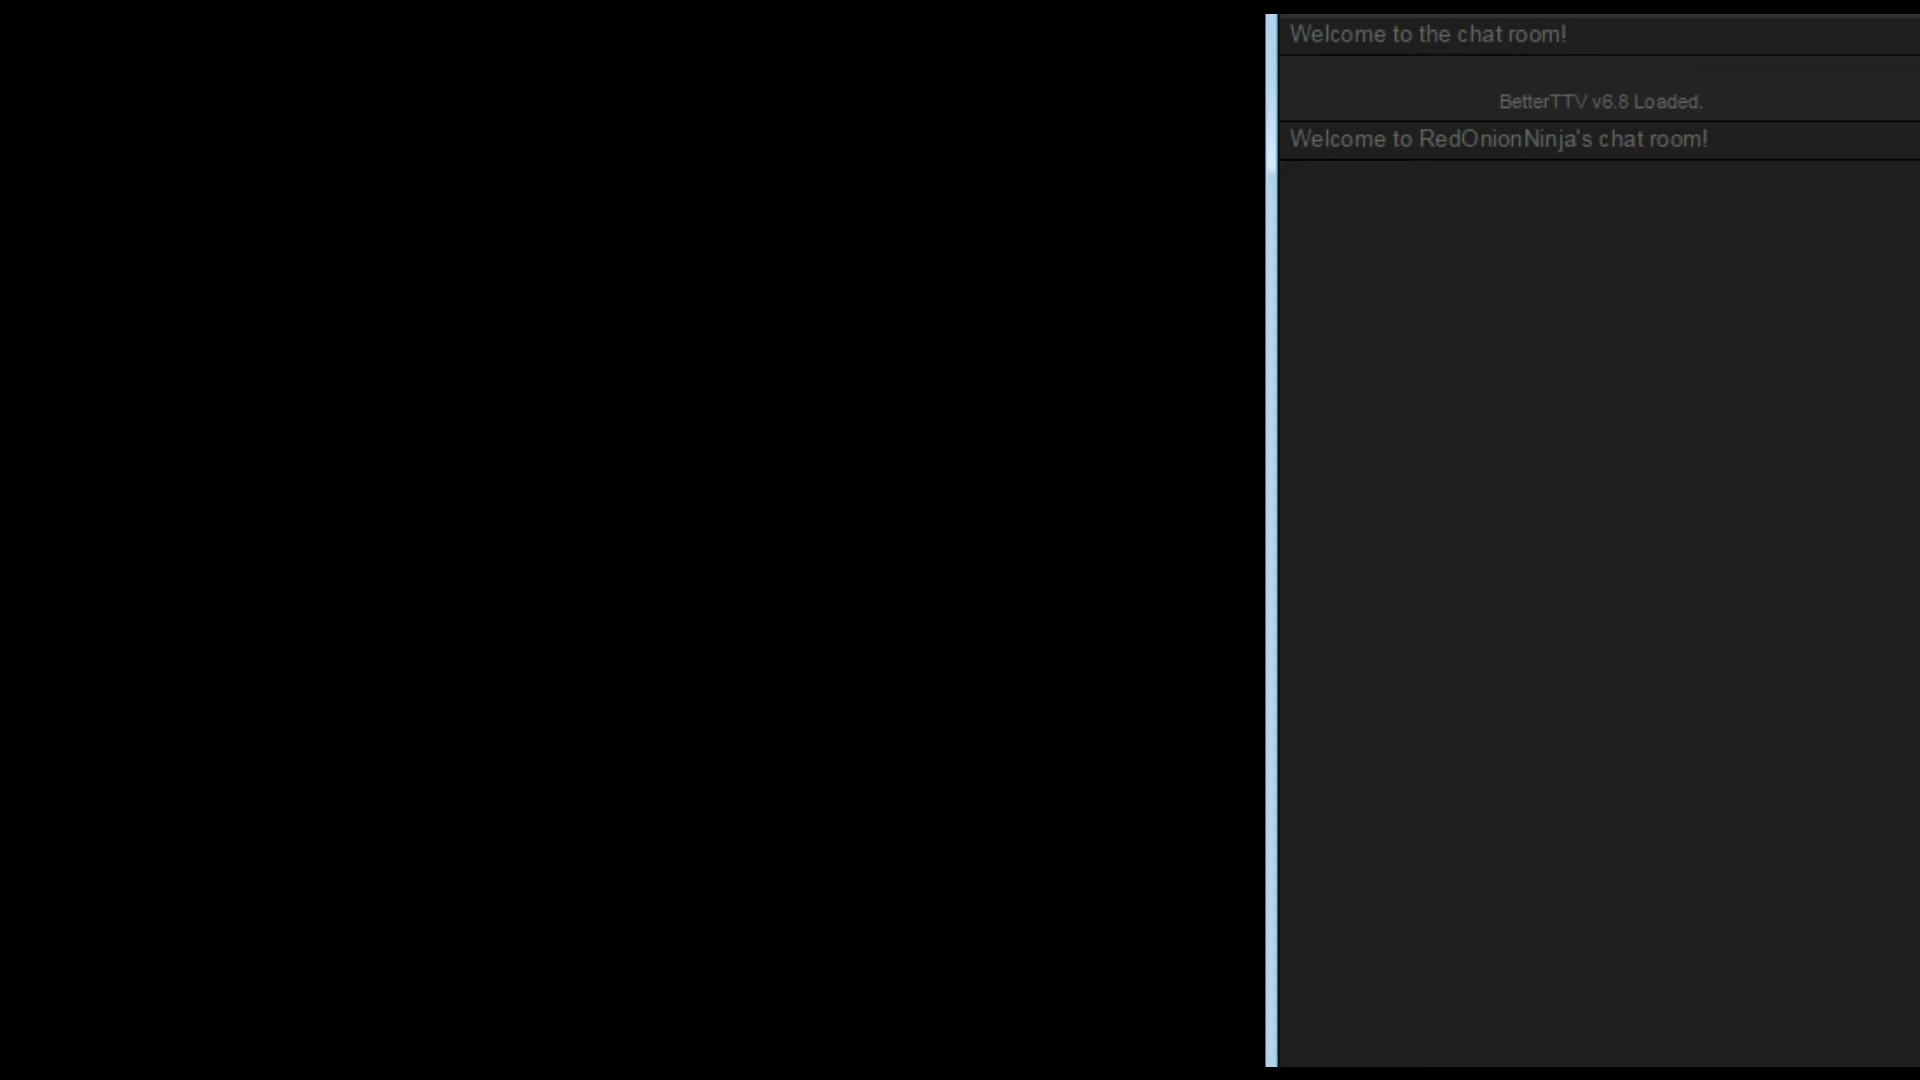 Welcome to the chat room!
BetterTTV v6.8 Loaded.
Welcome to RedOnionNinja's chat room!